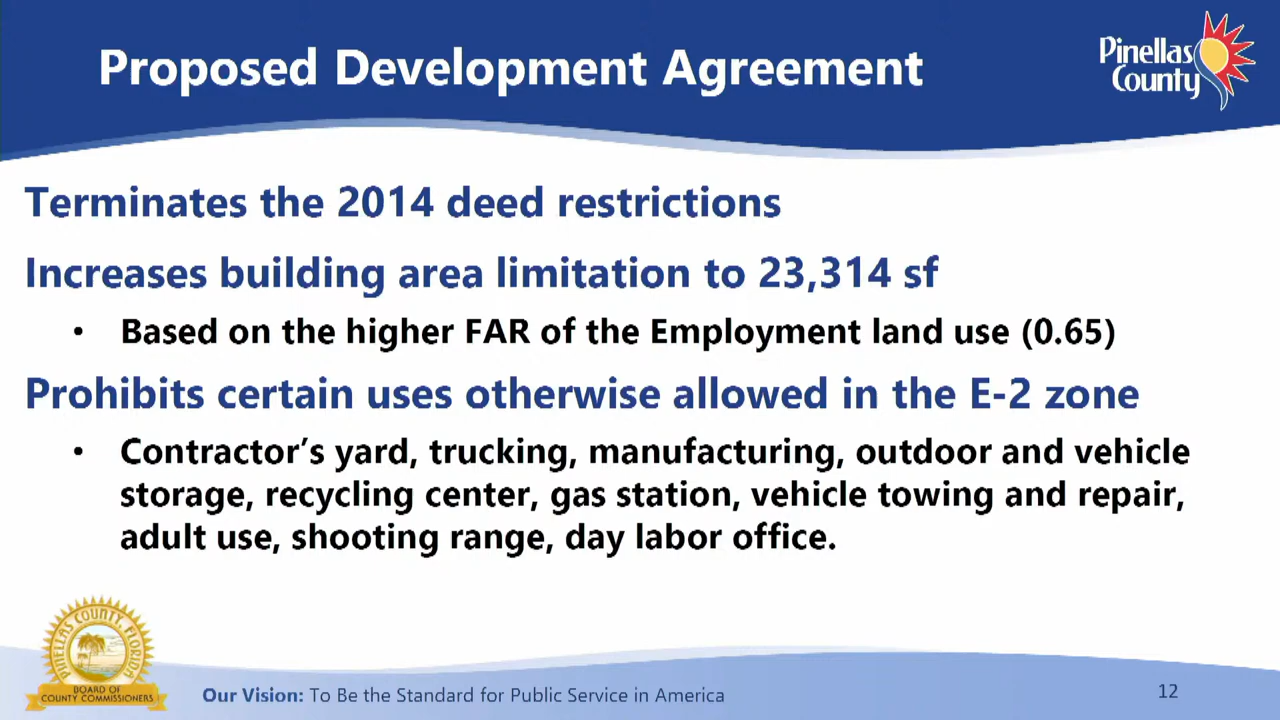 Proposed Development Agreement
Pinellas
County
Terminates the 2014 deed restrictions
Increases building area limitation to 23,314 sf
• Based on the higher FAR of the Employment land use (0.65)
Prohibits certain uses otherwise allowed in the E-2 zone
• Contractor’s yard, trucking, manufacturing, outdoor and vehicle
storage, recycling center, gas station, vehicle towing and repair,
adult use, shooting range, day labor office.
PINELLAS COUNTY, FLORIDA
BOARD OF
COUNTY COMMISSIONERS
Our Vision: To Be the Standard for Public Service in America
12